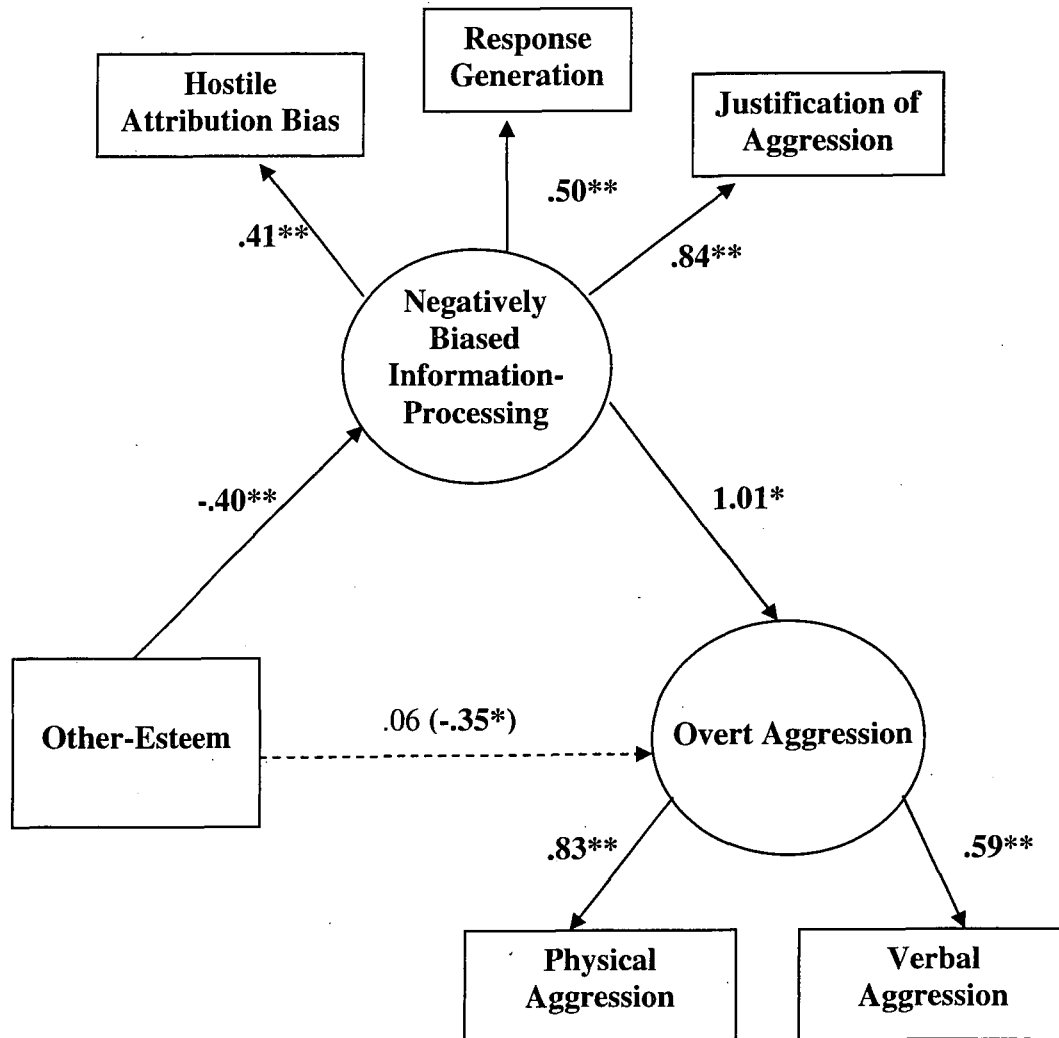 Response
Generation
Hostile
Attribution Bias
Justification of
Aggression
.50**
.41**
.84**
Negatively
Biased
Information-
Processing
-.40**
1.01*
Other-Esteem
.06 (-.35*)
Overt Aggression
.83**
.59**
Physical
Aggression
Verbal
Aggression